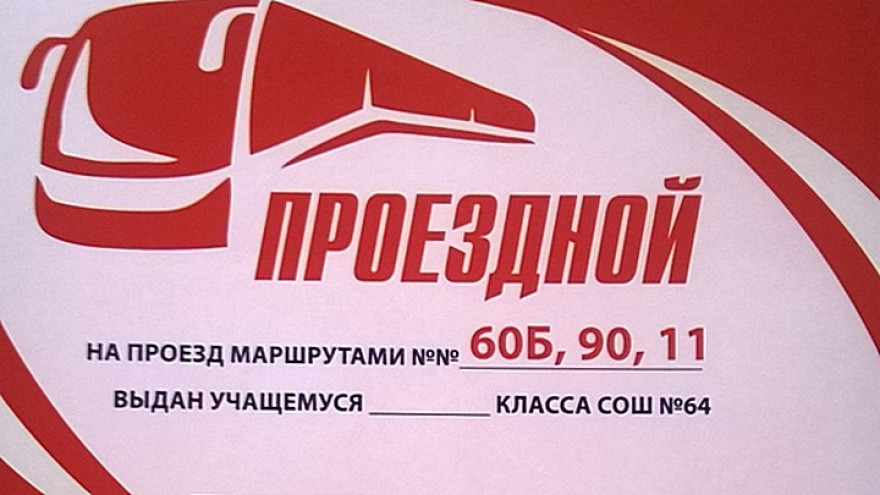 ПРОЕЗДНОЙ
НА ПРОЕЗД МАРШРУТАМИ №№ 60Б, 90, 11
ВЫДАН УЧАЩЕМУСЯ ________ КЛАССА СОШ №64